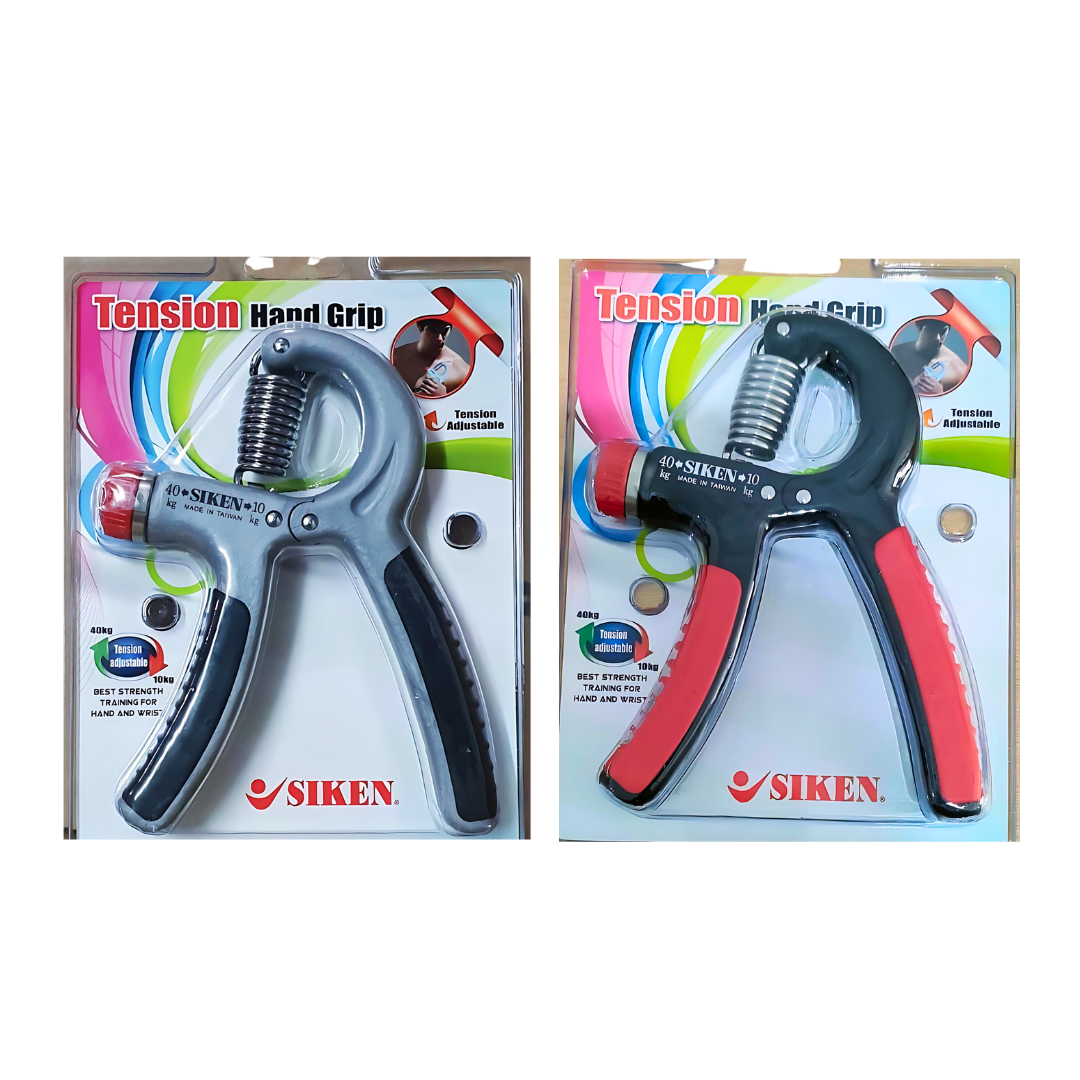 Tension Hand Grip
Tension
Adjustable
40 SIKEN 10
kg MADE IN TAIWAN kg
40kg
Tension
adjustable
10kg
BEST STRENGTH
TRAINING FOR
HAND AND WRIST
SIKEN®
Tension Hand Grip
Tension
Adjustable
40 SIKEN 10
kg MADE IN TAIWAN kg
40kg
Tension
adjustable
10kg
BEST STRENGTH
TRAINING FOR
HAND AND WRIST
SIKEN®